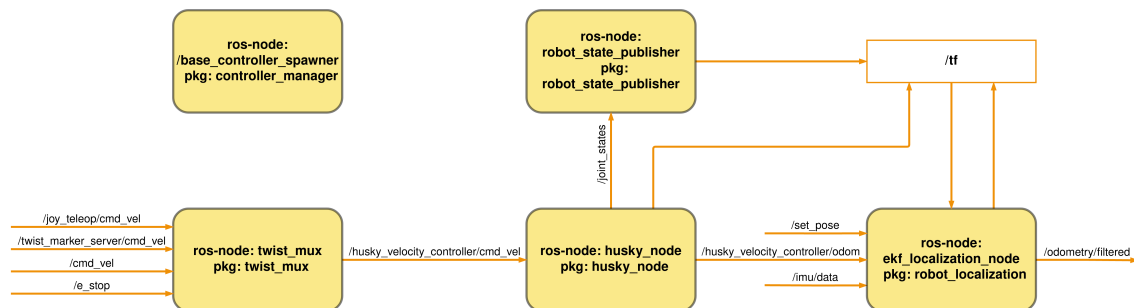 ros-node:
/base_controller_spawner
pkg: controller_manager
ros-node:
robot_state_publisher
pkg:
robot_state_publisher
/tf
/joint_states
/joy_teleop/cmd_vel
/twist_marker_server/cmd_vel
/cmd_vel
/e_stop
ros-node: twist_mux
pkg: twist_mux
/husky_velocity_controller/cmd_vel
ros-node: husky_node
pkg: husky_node
/set_pose
/husky_velocity_controller/odom
/imu/data
ros-node:
ekf_localization_node
pkg: robot_localization
/odometry/filtered